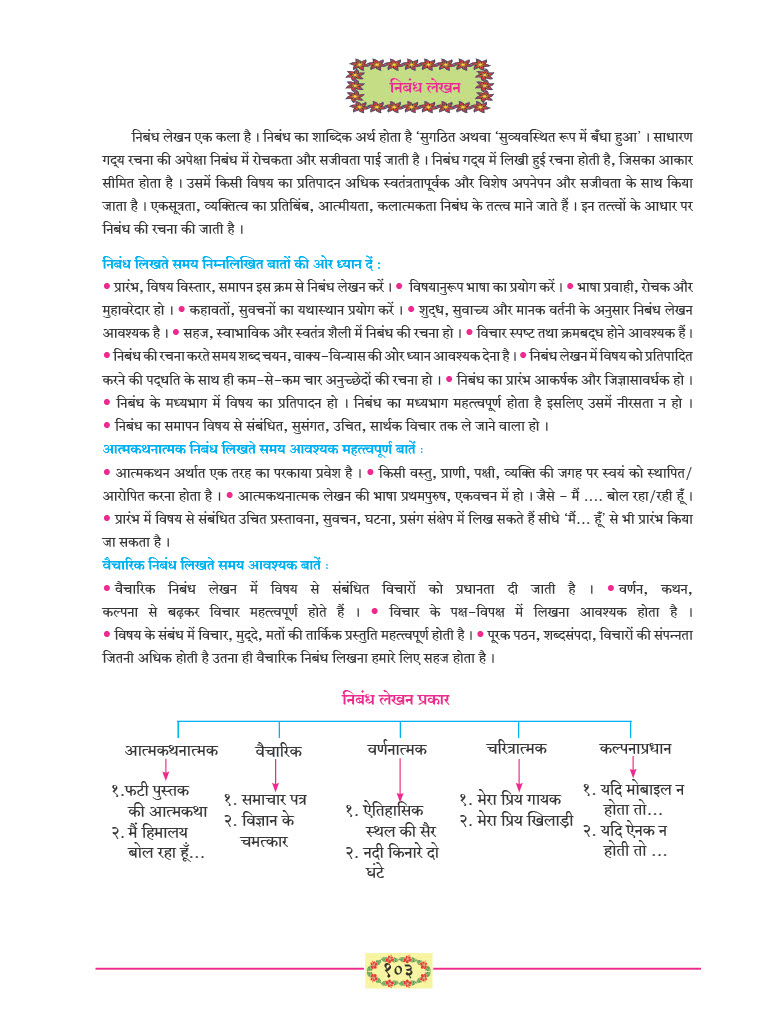 निबंध लेखन
निबंध लेखन एक कला है । निबंध का शाब्दिक अर्थ होता है ‘सुगठित अथवा ‘सुव्यवस्थित रूप में बँधा हुआ’ । साधारण
गद्‍य रचना की अपेक्षा निबंध में रोचकता और सजीवता पाई जाती है । निबंध गद्‍य में लिखी हुई रचना होती है, जिसका आकार
सीमित होता है । उसमें किसी विषय का प्रतिपादन अधिक स्वतंत्रतापूर्वक और विशेष अपनेपन और सजीवता के साथ किया
जाता है । एकसूत्रता, व्यक्तित्व का प्रतिबिंब, आत्मीयता, कलात्मकता निबंध के तत्त्व माने जाते हैं । इन तत्त्वों के आधार पर
निबंध की रचना की जाती है ।
निबंध लिखते समय निम्नलिखित बातों की ओर ध्यान दें :
• प्रारंभ, विषय विस्तार, समापन इस क्रम से निबंध लेखन करें । • विषयानुरूप भाषा का प्रयोग करें । • भाषा प्रवाही, रोचक और
मुहावरेदार हो । • कहावतों, सुवचनों का यथास्थान प्रयोग करें । • शुद्‍ध, सुवाच्य और मानक वर्तनी के अनुसार निबंध लेखन
आवश्यक है । • सहज, स्वाभाविक और स्वतंत्र शैली में निबंध की रचना हो । • विचार स्पष्ट तथा क्रमबद्‍ध होने आवश्यक हैं ।
• निबंध की रचना करते समय शब्द चयन, वाक्य-विन्यास की ओर ध्यान आवश्यक देना है । • निबंध लेखन में विषय को प्रतिपादित
करने की पद्‍धति के साथ ही कम-से-कम चार अनुच्छेदों की रचना हो । • निबंध का प्रारंभ आकर्षक और जिज्ञासावर्धक हो ।
• निबंध के मध्यभाग में विषय का प्रतिपादन हो । निबंध का मध्यभाग महत्त्वपूर्ण होता है इसलिए उसमें नीरसता न हो ।
• निबंध का समापन विषय से संबंधित, सुसंगत, उचित, सार्थक विचार तक ले जाने वाला हो ।
आत्मकथनात्मक निबंध लिखते समय आवश्यक महत्त्वपूर्ण बातें :
• आत्मकथन अर्थात एक तरह का परकाया प्रवेश है । • किसी वस्तु, प्राणी, पक्षी, व्यक्ति की जगह पर स्वयं को स्थापित/
आरोपित करना होता है । • आत्मकथनात्मक लेखन की भाषा प्रथमपुरुष, एकवचन में हो । जैसे - मैं .... बोल रहा/रही हूँ ।
• प्रारंभ में विषय से संबंधित उचित प्रस्तावना, सुवचन, घटना, प्रसंग संक्षेप में लिख सकते हैं सीधे ‘मैं... हूँ’ से भी प्रारंभ किया
जा सकता है ।
वैचारिक निबंध लिखते समय आवश्यक बातें :
• वैचारिक निबंध लेखन में विषय से संबंधित विचारों को प्रधानता दी जाती है । • वर्णन, कथन,
कल्पना से बढ़कर विचार महत्त्वपूर्ण होते हैं । • विचार के पक्ष-विपक्ष में लिखना आवश्यक होता है ।
• विषय के संबंध में विचार, मुद्‍दे, मतों की तार्किक प्रस्तुति महत्त्वपूर्ण होती है । • पूरक पठन, शब्दसंपदा, विचारों की संपन्नता
जितनी अधिक होती है उतना ही वैचारिक निबंध लिखना हमारे लिए सहज होता है ।
निबंध लेखन प्रकार
आत्मकथनात्मक
१.फटी पुस्तक
की आत्मकथा
२. मैं हिमालय
बोल रहा हूँ...
वैचारिक
१. समाचार पत्र
२. विज्ञान के
चमत्कार
वर्णनात्मक
१. ऐतिहासिक
स्थल की सैर
२. नदी किनारे दो
घंटे
चरित्रात्मक
१. मेरा प्रिय गायक
२. मेरा प्रिय खिलाड़ी
कल्पनाप्रधान
१. यदि मोबाइल न
होता तो...
२. यदि ऐनक न
होती तो ...
१०३